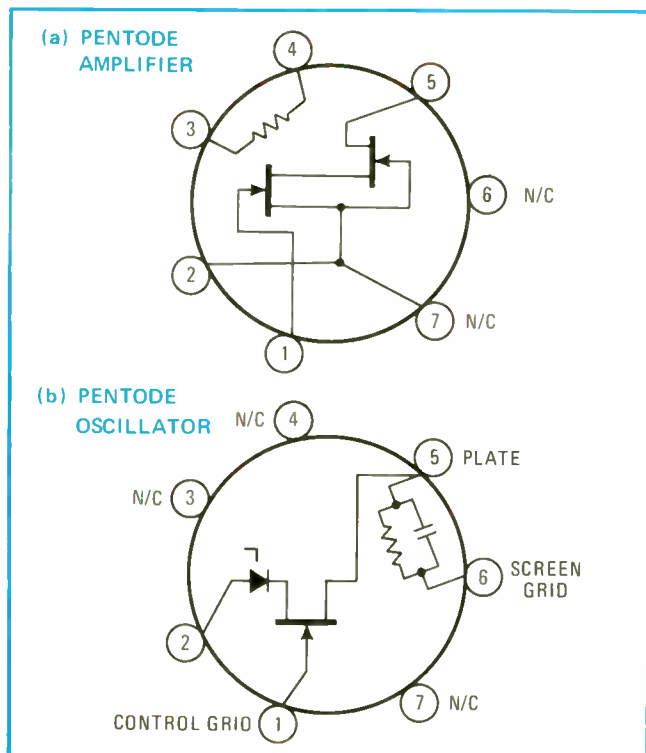 (a) PENTODE
AMPLIFIER
4
5
3
6 N/C
2
7 N/C
1
(b) PENTODE
OSCILLATOR
N/C 4
5 PLATE
N/C 3
6 SCREEN
GRID
2
7 N/C
CONTROL GRID 1